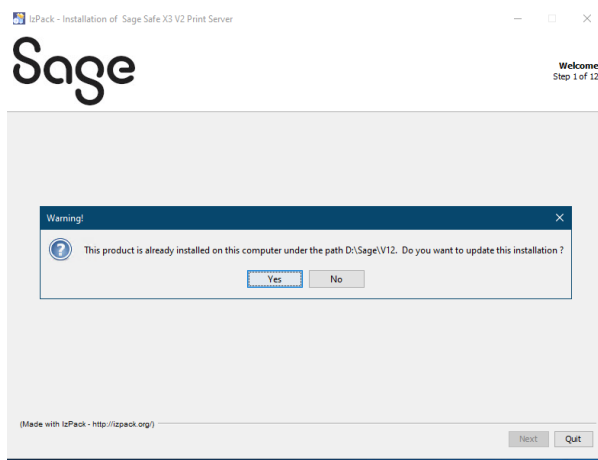 IzPack - Installation of  Sage Safe X3 V2 Print Server
Sage
Welcome
Step 1 of 12
Warning!
This product is already installed on this computer under the path D:\Sage\V12.  Do you want to update this installation ?
Yes
No
(Made with IzPack - http://izpack.org/)
Next
Quit